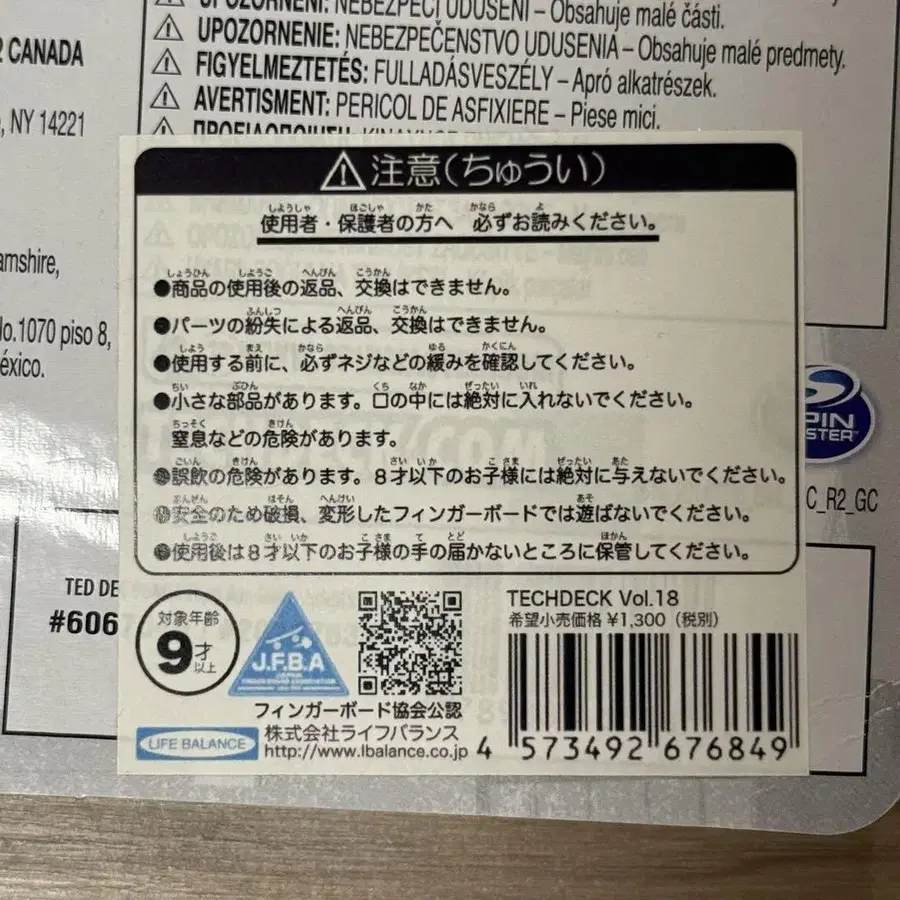 UPOZORNĚNÍ: NEBEZPEČÍ UDUŠENÍ – Obsahuje malé části.
UPOZORNENIE: NEBEZPEČENSTVO UDUSENIA – Obsahuje malé predmety.
FIGYELMEZTETÉS: FULLADÁSVESZÉLY – Apró alkatrészek.
AVERTISMENT: PERICOL DE ASFIXIERE – Piese mici.
CANADA
, NY 14221
amshire,
lo.1070 piso 8,
éxico.
注意(ちゅうい)
使用者・保護者の方へ 必ずお読みください。
●商品の使用後の返品、交換はできません。
●パーツの紛失による返品、交換はできません。
●使用する前に、必ずネジなどの緩みを確認してください。
●小さな部品があります。口の中には絶対に入れないでください。
窒息などの危険があります。
●誤飲の危険があります。8才以下のお子様には絶対に与えないでください。
●安全のため破損、変形したフィンガーボードでは遊ばないでください。
●使用後は8才以下のお子様の手の届かないところに保管してください。
PIN
STER
C_R2_GC
TED DE
#606
対象年齢
9才以上
J.F.B.A
フィンガーボード協会公認
LIFE BALANCE
株式会社ライフバランス
http://www.lbalance.co.jp
TECHDECK Vol.18
希望小売価格 ¥1,300（税別）
4 573492 676849